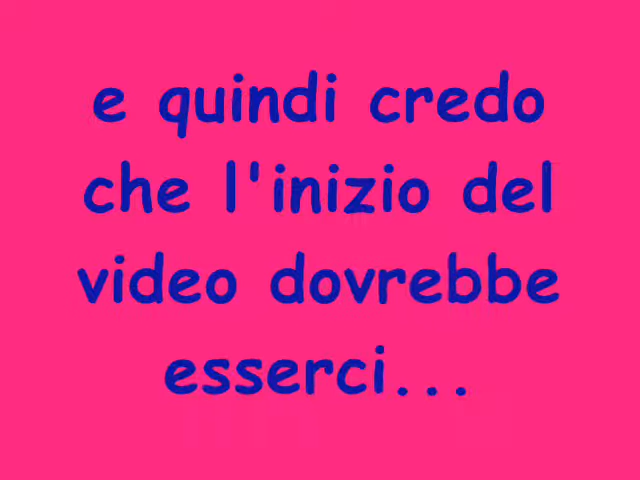 e quindi credo
che l'inizio del
video dovrebbe
esserci...